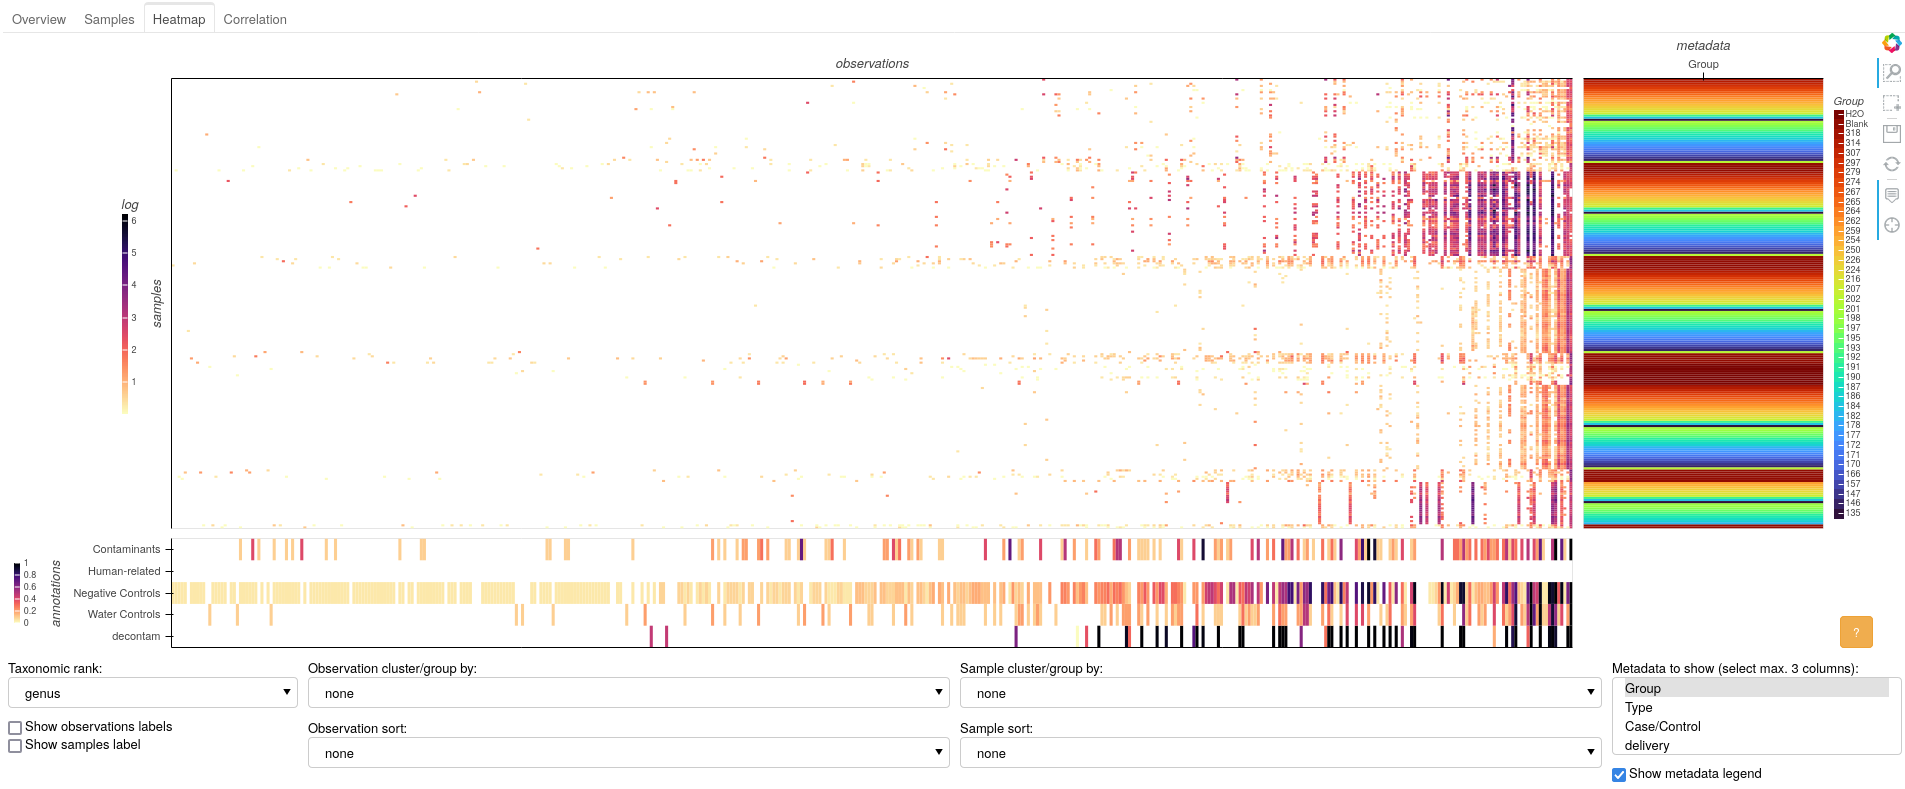 Overview Samples Heatmap Correlation
observations
metadata
Group
log
6
5
4
3
2
1
samples
Group
H2O
Blank
318
314
307
297
279
274
267
265
264
262
259
254
250
226
224
216
207
202
201
198
197
195
193
192
191
190
187
186
184
182
178
177
172
171
170
166
157
147
146
135
Contaminants
Human-related
Negative Controls
Water Controls
decontam
1
0.8
0.6
0.4
0.2
0
annotations
?
Taxonomic rank:
genus
Show observations labels
Show samples label
Observation cluster/group by:
none
Observation sort:
none
Sample cluster/group by:
none
Sample sort:
none
Metadata to show (select max. 3 columns):
Group
Type
Case/Control
delivery
Show metadata legend